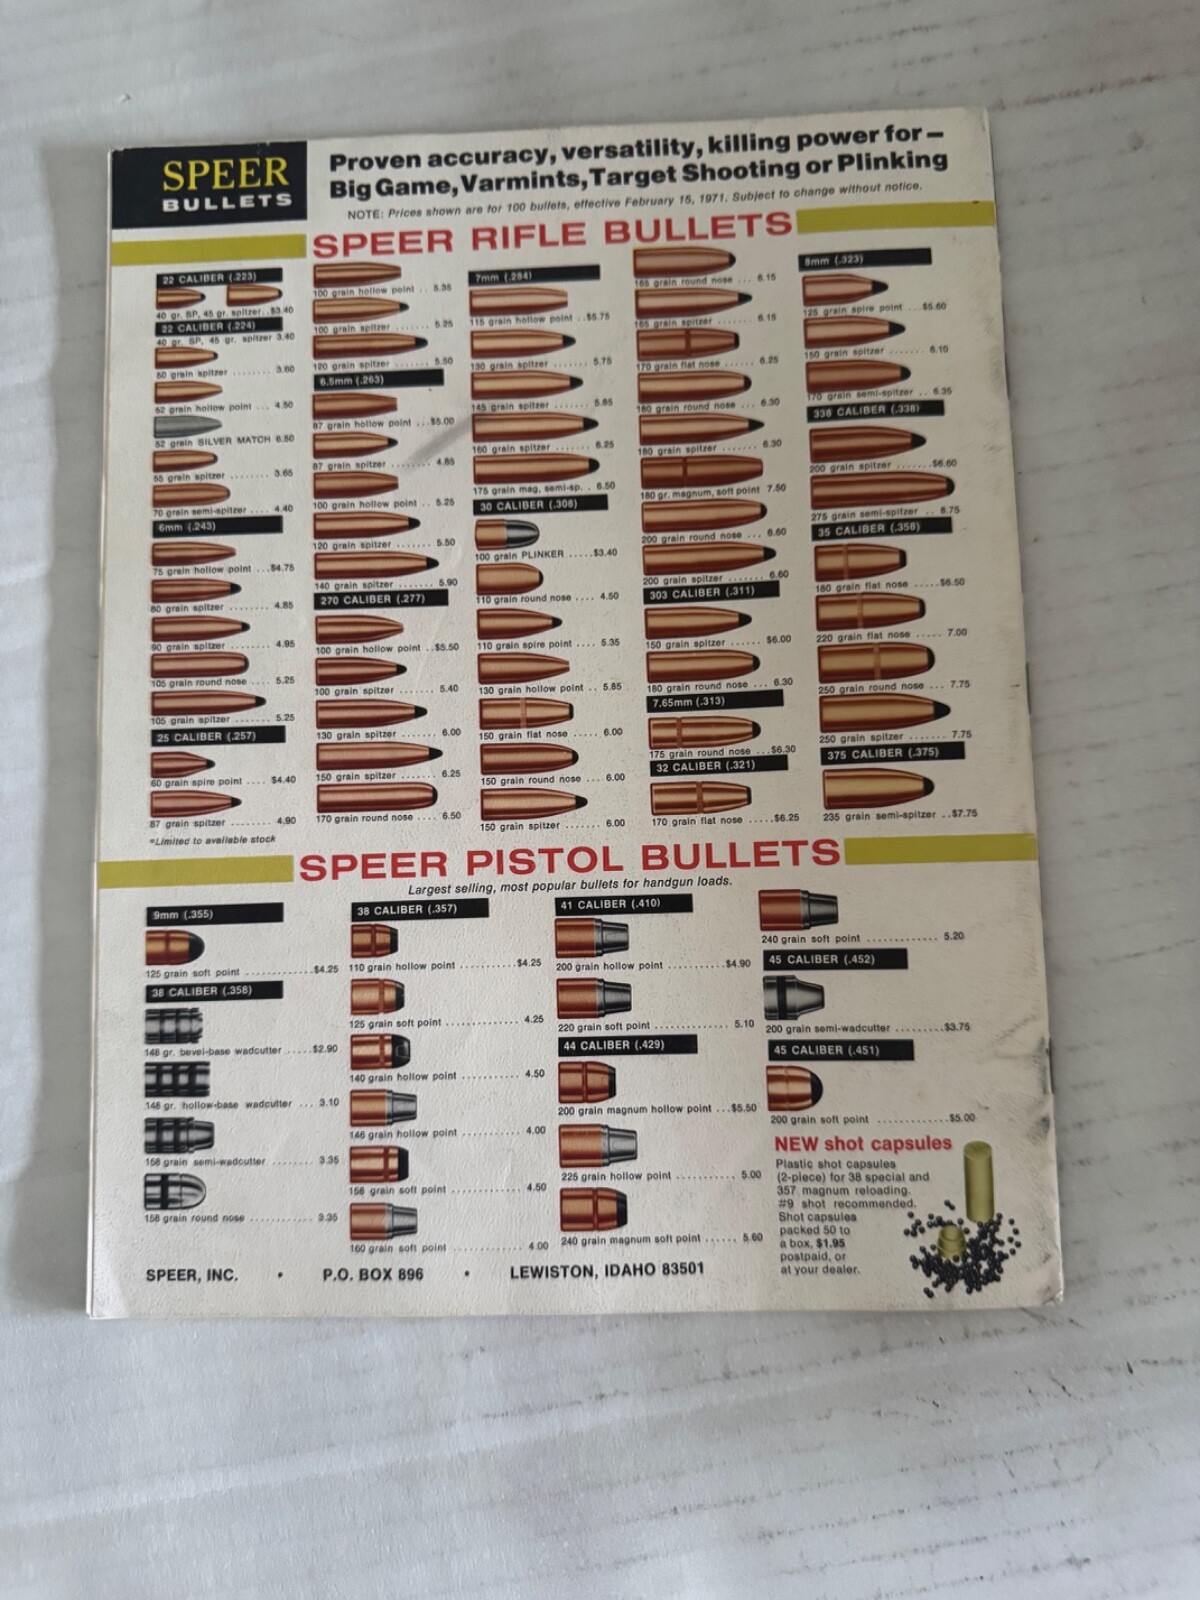 SPEER
BULLETS
Proven accuracy, versatility, killing power for—
Big Game, Varmints, Target Shooting or Plinking
NOTE: Prices shown are for 100 bullets, effective February 15, 1971. Subject to change without notice.
SPEER RIFLE BULLETS
22 CALIBER (.223)
40 gr. SP, 45 gr. spitzer..$3.40
22 CALIBER (.224)
40 gr. SP, 45 gr. spitzer 3.40
50 grain spitzer ........ 3.60
52 grain hollow point ... 4.50
52 grain SILVER MATCH 6.50
55 grain spitzer ........ 3.65
70 grain semi-spitzer .... 4.40
6mm (.243)
75 grain hollow point ...$4.75
80 grain spitzer ........ 4.85
90 grain spitzer ........ 4.95
105 grain round nose .... 5.25
105 grain spitzer ....... 5.25
25 CALIBER (.257)
60 grain spire point .... $4.40
87 grain spitzer ........ 4.90
*Limited to available stock
100 grain hollow point .. 5.35
100 grain spitzer ....... 5.25
120 grain spitzer ....... 5.50
6.5mm (.263)
87 grain hollow point ...$5.00
87 grain spitzer ........ 4.85
100 grain hollow point .. 5.25
120 grain spitzer ....... 5.50
140 grain spitzer ....... 5.90
270 CALIBER (.277)
100 grain hollow point ..$5.50
100 grain spitzer ....... 5.40
130 grain spitzer ....... 6.00
150 grain spitzer ....... 6.25
170 grain round nose .... 6.50
7mm (.284)
115 grain hollow point ..$5.75
130 grain spitzer ....... 5.75
145 grain spitzer ....... 5.85
160 grain spitzer ....... 6.25
175 grain mag, semi-sp. . 6.50
30 CALIBER (.308)
100 grain PLINKER .....$3.40
110 grain round nose .... 4.50
110 grain spire point .... 5.35
130 grain hollow point .. 5.85
150 grain flat nose ..... 6.00
150 grain round nose ... 6.00
150 grain spitzer ....... 6.00
165 grain round nose ... 6.15
165 grain spitzer ....... 6.15
170 grain flat nose ..... 6.25
180 grain round nose ... 6.30
180 grain spitzer ....... 6.30
180 gr. magnum, soft point 7.50
200 grain round nose ... 6.60
200 grain spitzer ....... 6.60
303 CALIBER (.311)
150 grain spitzer ...... $6.00
180 grain round nose ... 6.30
7.65mm (.313)
175 grain round nose ...$6.30
32 CALIBER (.321)
170 grain flat nose .....$6.25
8mm (.323)
125 grain spire point ...$5.60
150 grain spitzer ....... 6.10
170 grain semi-spitzer .. 6.35
338 CALIBER (.338)
200 grain spitzer .......$6.60
275 grain semi-spitzer .. 8.75
35 CALIBER (.358)
180 grain flat nose .....$6.50
220 grain flat nose .... 7.00
250 grain round nose ... 7.75
250 grain spitzer ....... 7.75
375 CALIBER (.375)
235 grain semi-spitzer ..$7.75
SPEER PISTOL BULLETS
Largest selling, most popular bullets for handgun loads.
9mm (.355)
125 grain soft point ............$4.25
38 CALIBER (.358)
148 gr. bevel-base wadcutter .....$2.90
148 gr. hollow-base wadcutter ... 3.10
158 grain semi-wadcutter ........ 3.35
158 grain round nose ............ 3.35
38 CALIBER (.357)
110 grain hollow point ..........$4.25
125 grain soft point ............ 4.25
140 grain hollow point .......... 4.50
146 grain hollow point .......... 4.00
158 grain soft point ............ 4.50
160 grain soft point ............ 4.00
41 CALIBER (.410)
200 grain hollow point ..........$4.90
220 grain soft point ............ 5.10
44 CALIBER (.429)
200 grain magnum hollow point ...$5.50
225 grain hollow point .......... 5.00
240 grain magnum soft point ...... 5.60
240 grain soft point ............ 5.20
45 CALIBER (.452)
200 grain semi-wadcutter ........$3.75
45 CALIBER (.451)
200 grain soft point ............$5.00
NEW shot capsules
Plastic shot capsules
(2-piece) for 38 special and
357 magnum reloading.
#9 shot recommended.
Shot capsules
packed 50 to
a box, $1.95
postpaid, or
at your dealer.
SPEER, INC. • P.O. BOX 896 • LEWISTON, IDAHO 83501